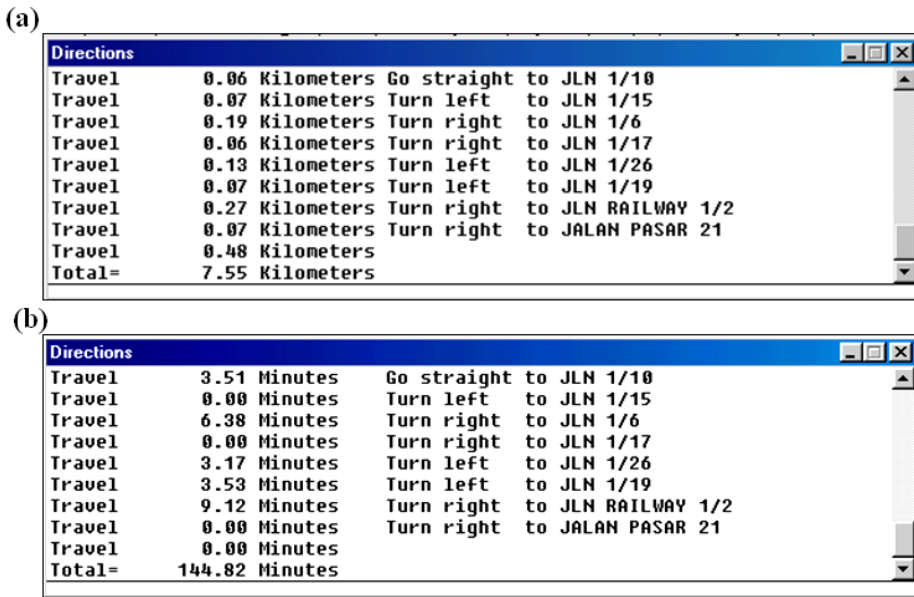 (a)
Directions
Travel 0.06 Kilometers Go straight to JLN 1/10
Travel 0.07 Kilometers Turn left to JLN 1/15
Travel 0.19 Kilometers Turn right to JLN 1/6
Travel 0.06 Kilometers Turn right to JLN 1/17
Travel 0.13 Kilometers Turn left to JLN 1/26
Travel 0.07 Kilometers Turn left to JLN 1/19
Travel 0.27 Kilometers Turn right to JLN RAILWAY 1/2
Travel 0.07 Kilometers Turn right to JALAN PASAR 21
Travel 0.48 Kilometers
Total= 7.55 Kilometers
(b)
Directions
Travel 3.51 Minutes Go straight to JLN 1/10
Travel 0.00 Minutes Turn left to JLN 1/15
Travel 6.38 Minutes Turn right to JLN 1/6
Travel 0.00 Minutes Turn right to JLN 1/17
Travel 3.17 Minutes Turn left to JLN 1/26
Travel 3.53 Minutes Turn left to JLN 1/19
Travel 9.12 Minutes Turn right to JLN RAILWAY 1/2
Travel 0.00 Minutes Turn right to JALAN PASAR 21
Travel 0.00 Minutes
Total= 144.82 Minutes